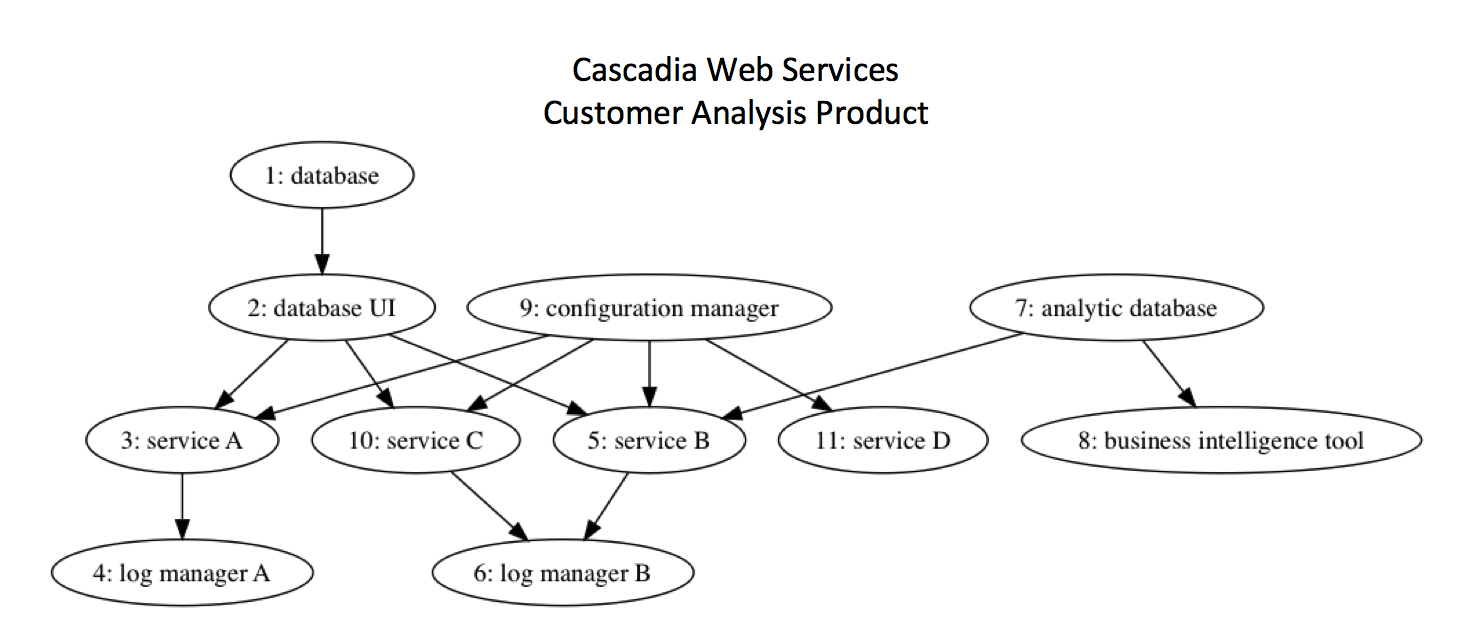 Cascadia Web Services
Customer Analysis Product
1: database
2: database UI
9: configuration manager
7: analytic database
3: service A
10: service C
5: service B
11: service D
8: business intelligence tool
4: log manager A
6: log manager B